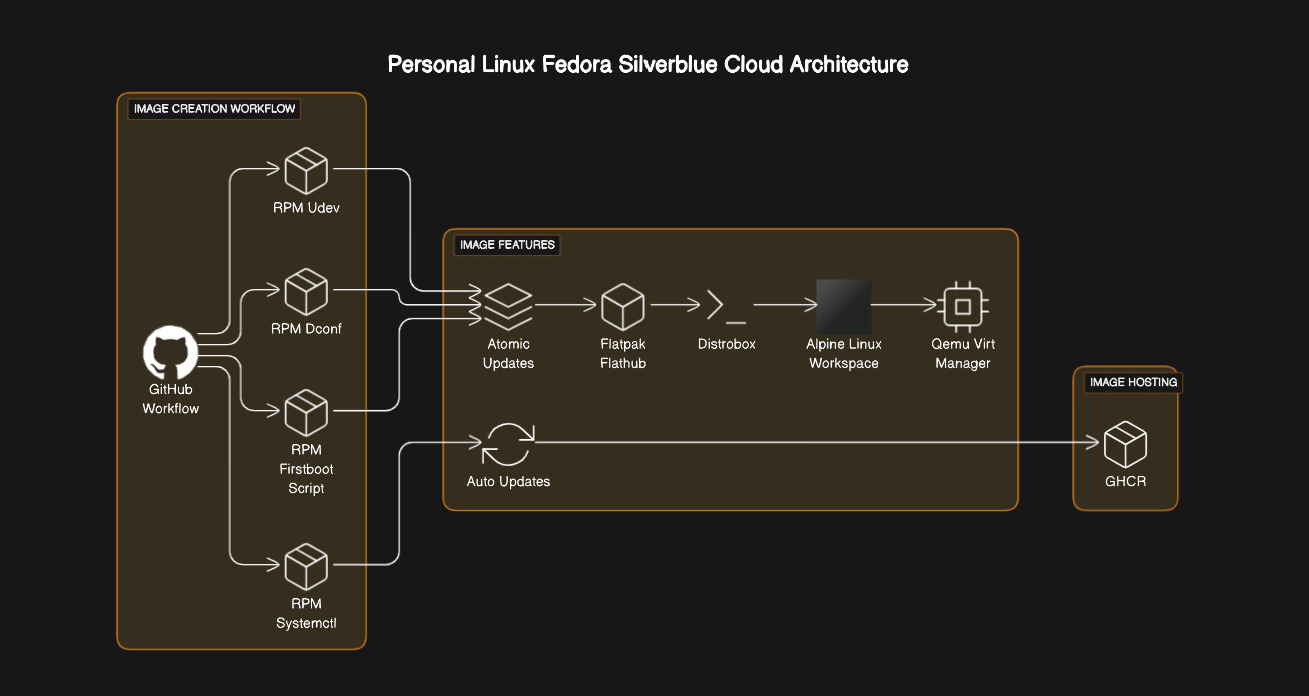 Personal Linux Fedora Silverblue Cloud Architecture
IMAGE CREATION WORKFLOW
RPM Udev
RPM Dconf
GitHub
Workflow
RPM
Firstboot
Script
RPM
Systemctl
IMAGE FEATURES
Atomic
Updates
Flatpak
Flathub
Distrobox
Alpine Linux
Workspace
Qemu Virt
Manager
Auto Updates
IMAGE HOSTING
GHCR